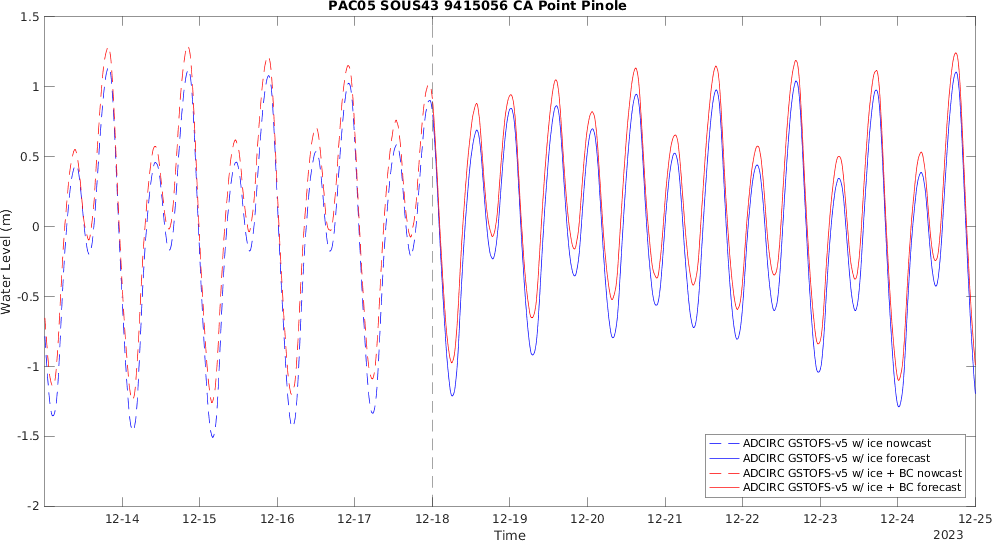 PAC05 SOUS43 9415056 CA Point Pinole
1.5
1
0.5
0
-0.5
-1
-1.5
-2
Water Level (m)
ADCIRC GSTOFS-v5 w/ ice nowcast
ADCIRC GSTOFS-v5 w/ ice forecast
ADCIRC GSTOFS-v5 w/ ice + BC nowcast
ADCIRC GSTOFS-v5 w/ ice + BC forecast
12-14 12-15 12-16 12-17 12-18 12-19 12-20 12-21 12-22 12-23 12-24 12-25
Time
2023